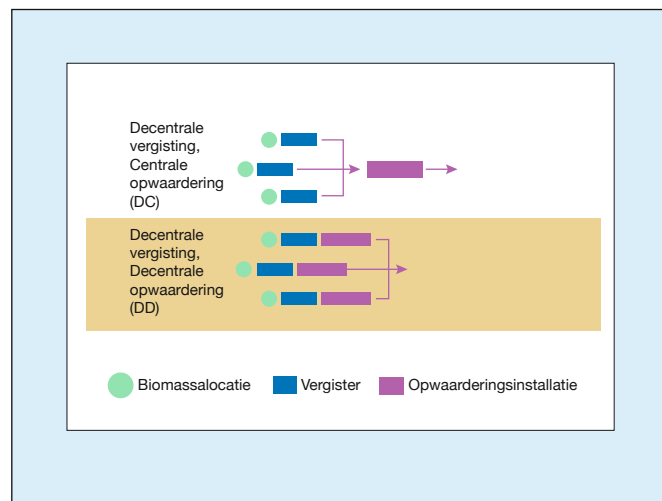 Decentrale
vergisting,
Centrale
opwaardering
(DC)
Decentrale
vergisting,
Decentrale
opwaardering
(DD)
Biomassalocatie
Vergister
Opwaarderingsinstallatie